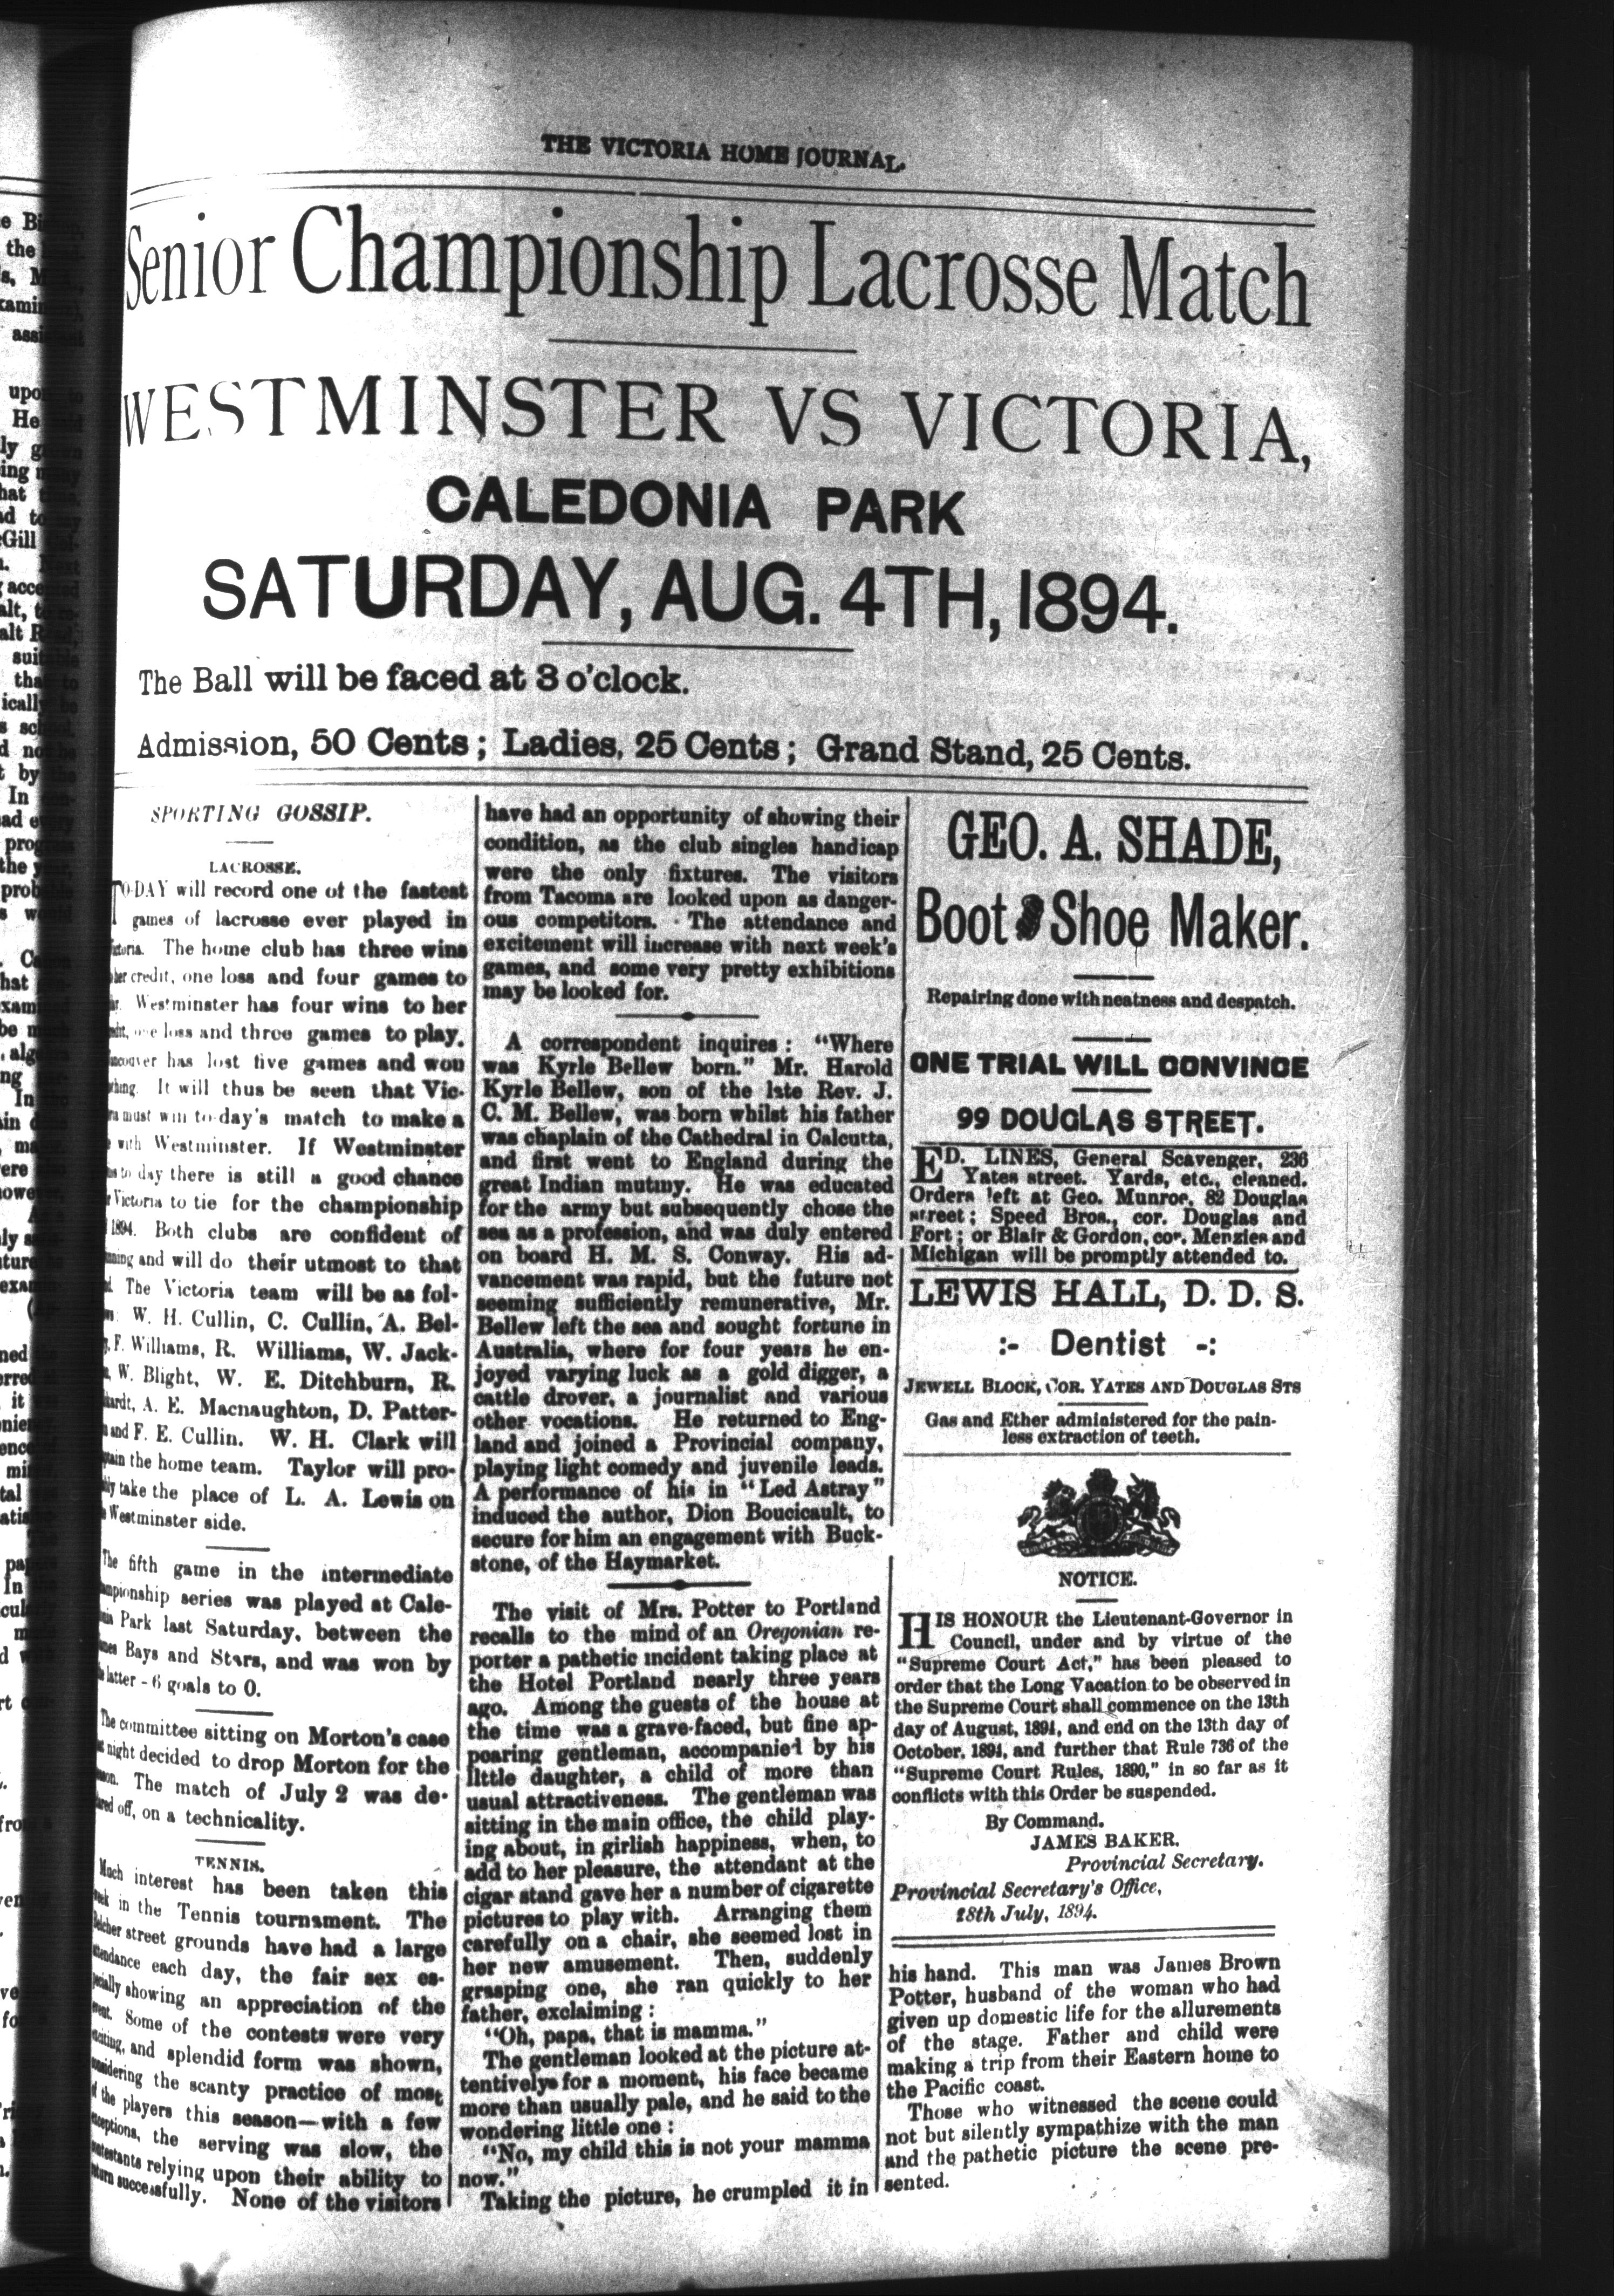 THE VICTORIA HOME JOURNAL.
Senior Championship Lacrosse Match
WESTMINSTER VS VICTORIA,
CALEDONIA PARK
SATURDAY, AUG. 4TH, 1894.
The Ball will be faced at 3 o'clock.
Admission, 50 Cents; Ladies, 25 Cents; Grand Stand, 25 Cents.
SPORTING GOSSIP.
LACROSSE.
TO-DAY will record one of the fastest
games of lacrosse ever played in
The home club has three wins
credit, one loss and four games to
Westminster has four wins to her
loss and three games to play.
has lost five games and won
It will thus be seen that Vic-
must win to-day's match to make a
with Westminster. If Westminster
to day there is still a good chance
Victoria to tie for the championship
1894. Both clubs are confident of
and will do their utmost to that
The Victoria team will be as fol-
W. H. Cullin, C. Cullin, A. Bel-
F. Williams, R. Williams, W. Jack-
W. Blight, W. E. Ditchburn, R.
A. E. Macnaughton, D. Patter-
and F. E. Cullin. W. H. Clark will
the home team. Taylor will pro-
take the place of L. A. Lewis on
Westminster side.
The fifth game in the intermediate
series was played at Cale-
Park last Saturday, between the
Bays and Stars, and was won by
latter - 6 goals to 0.
The committee sitting on Morton's case
night decided to drop Morton for the
The match of July 2 was de-
off, on a technicality.
TENNIS.
Much interest has been taken this
in the Tennis tournament. The
street grounds have had a large
each day, the fair sex es-
showing an appreciation of the
Some of the contests were very
and splendid form was shown,
the scanty practice of most
the players this season—with a few
the serving was slow, the
relying upon their ability to
successfully. None of the visitors
have had an opportunity of showing their
condition, as the club singles handicap
were the only fixtures. The visitors
from Tacoma are looked upon as danger-
ous competitors. The attendance and
excitement will increase with next week's
games, and some very pretty exhibitions
may be looked for.
A correspondent inquires: "Where
was Kyrle Bellew born." Mr. Harold
Kyrle Bellew, son of the late Rev. J.
C. M. Bellew, was born whilst his father
was chaplain of the Cathedral in Calcutta,
and first went to England during the
great Indian mutiny. He was educated
for the army but subsequently chose the
sea as a profession, and was duly entered
on board H. M. S. Conway. His ad-
vancement was rapid, but the future not
seeming sufficiently remunerative, Mr.
Bellew left the sea and sought fortune in
Australia, where for four years he en-
joyed varying luck as a gold digger, a
cattle drover, a journalist and various
other vocations. He returned to Eng-
land and joined a Provincial company,
playing light comedy and juvenile leads.
A performance of his in "Led Astray"
induced the author, Dion Boucicault, to
secure for him an engagement with Buck-
stone, of the Haymarket.
The visit of Mrs. Potter to Portland
recalls to the mind of an Oregonian re-
porter a pathetic incident taking place at
the Hotel Portland nearly three years
ago. Among the guests of the house at
the time was a grave-faced, but fine ap-
pearing gentleman, accompanied by his
little daughter, a child of more than
usual attractiveness. The gentleman was
sitting in the main office, the child play-
ing about, in girlish happiness, when, to
add to her pleasure, the attendant at the
cigar stand gave her a number of cigarette
pictures to play with. Arranging them
carefully on a chair, she seemed lost in
her new amusement. Then, suddenly
grasping one, she ran quickly to her
father, exclaiming:
"Oh, papa, that is mamma."
The gentleman looked at the picture at-
tentively for a moment, his face became
more than usually pale, and he said to the
wondering little one:
"No, my child this is not your mamma
now."
Taking the picture, he crumpled it in
GEO. A. SHADE,
Boot & Shoe Maker.
Repairing done with neatness and despatch.
ONE TRIAL WILL CONVINCE
99 DOUGLAS STREET.
ED. LINES, General Scavenger, 236
Yates street. Yards, etc., cleaned.
Orders left at Geo. Munroe, 82 Douglas
street; Speed Bros., cor. Douglas and
Fort; or Blair & Gordon, cor. Menzies and
Michigan will be promptly attended to.
LEWIS HALL, D. D. S.
:- Dentist -:
JEWELL BLOCK, COR. YATES AND DOUGLAS STS
Gas and Ether administered for the pain-
less extraction of teeth.
NOTICE.
HIS HONOUR the Lieutenant-Governor in
Council, under and by virtue of the
"Supreme Court Act," has been pleased to
order that the Long Vacation to be observed in
the Supreme Court shall commence on the 13th
day of August, 1894, and end on the 13th day of
October, 1894, and further that Rule 736 of the
"Supreme Court Rules, 1890," in so far as it
conflicts with this Order be suspended.
By Command.
JAMES BAKER.
Provincial Secretary.
Provincial Secretary's Office,
18th July, 1894.
his hand. This man was James Brown
Potter, husband of the woman who had
given up domestic life for the allurements
of the stage. Father and child were
making a trip from their Eastern home to
the Pacific coast.
Those who witnessed the scene could
not but silently sympathize with the man
and the pathetic picture the scene pre-
sented.